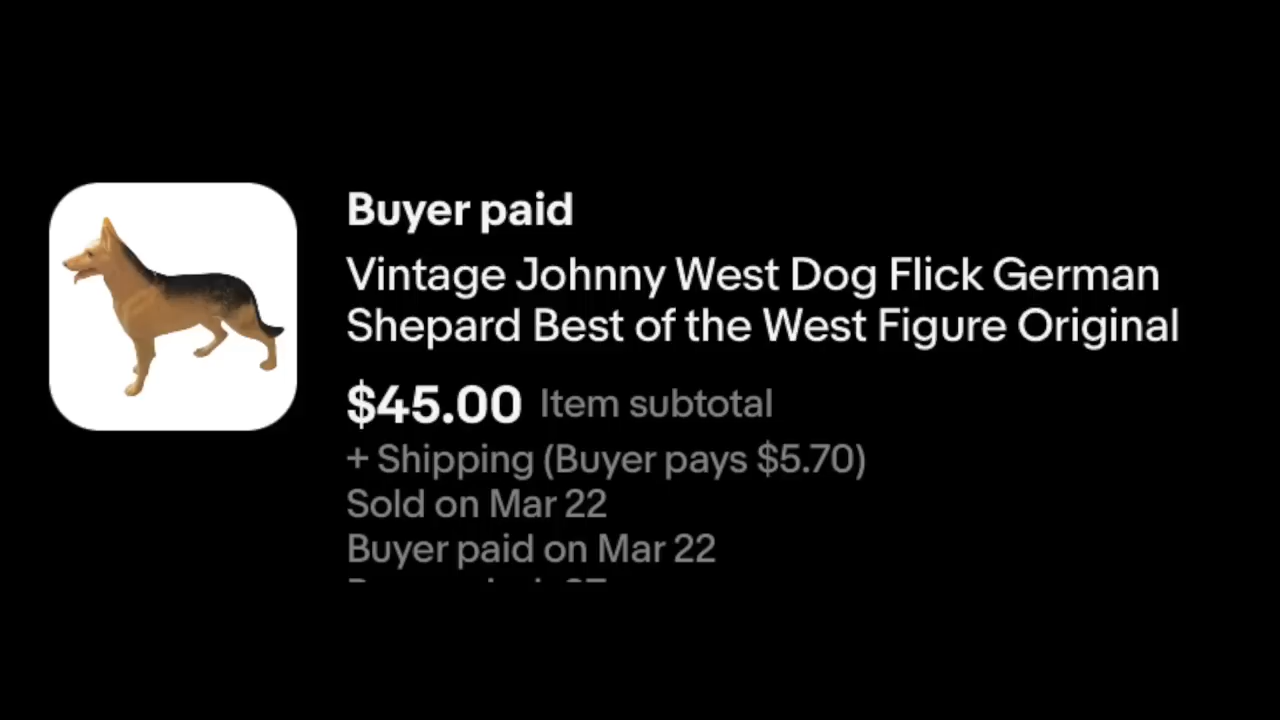 Buyer paid
Vintage Johnny West Dog Flick German
Shepard Best of the West Figure Original
$45.00 Item subtotal
+ Shipping (Buyer pays $5.70)
Sold on Mar 22
Buyer paid on Mar 22